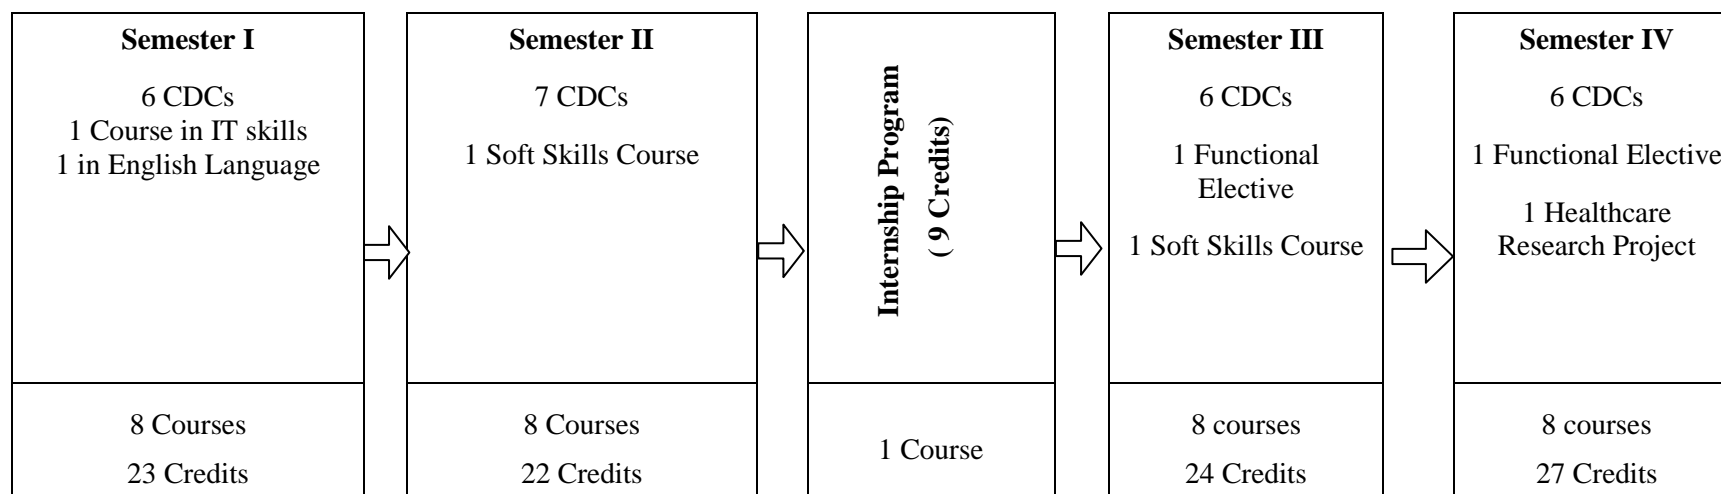 Semester I
6 CDCs
1 Course in IT skills
1 in English Language
8 Courses
23 Credits
Semester II
7 CDCs
1 Soft Skills Course
8 Courses
22 Credits
Internship Program
( 9 Credits)
1 Course
Semester III
6 CDCs
1 Functional
Elective
1 Soft Skills Course
8 courses
24 Credits
Semester IV
6 CDCs
1 Functional Elective
1 Healthcare
Research Project
8 courses
27 Credits